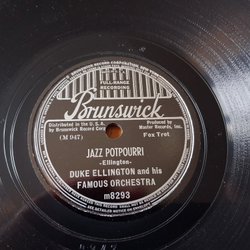 FULL-RANGE
RECORDING
Brunswick
Distributed in the U.S.A.
by Brunswick Record Corp
Produced by
Master Records, Inc.
(M 947)
Fox Trot
JAZZ POTPOURRI
-Ellington-
DUKE ELLINGTON and his
FAMOUS ORCHESTRA
m8293